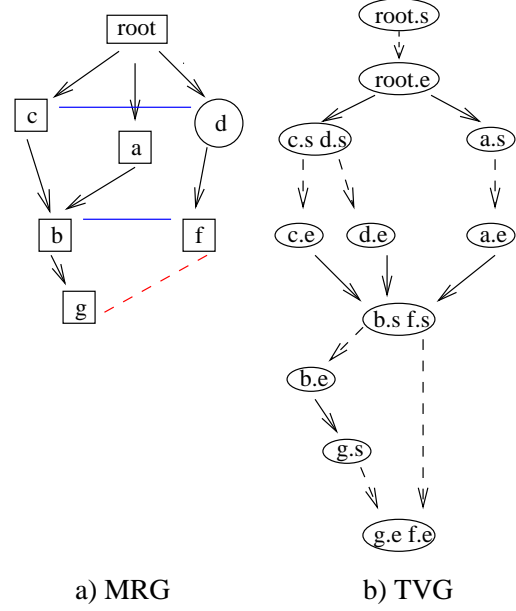 root
c
d
a
b
f
g
a) MRG
root.s
root.e
c.s d.s
a.s
c.e
d.e
a.e
b.s f.s
b.e
g.s
g.e f.e
b) TVG